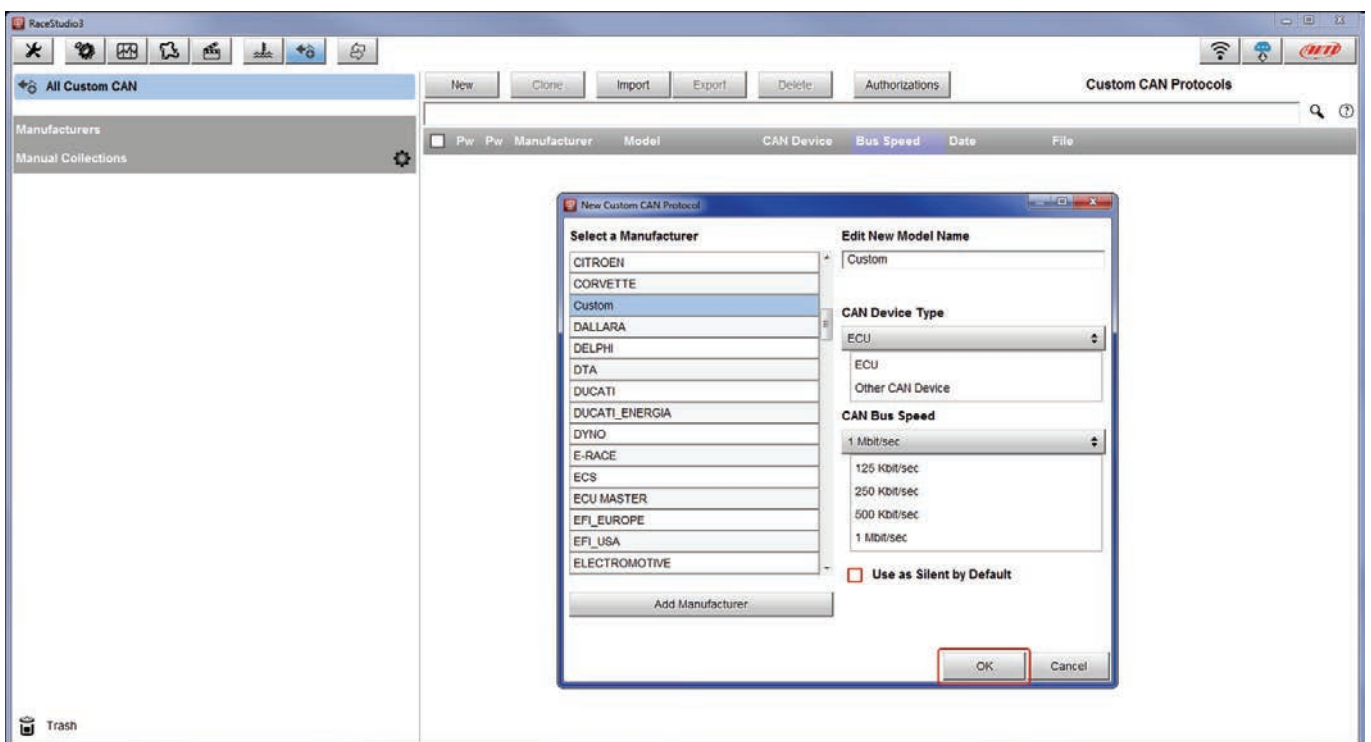 RaceStudio3
AiM
All Custom CAN
New Clone Import Export Delete Authorizations Custom CAN Protocols
Manufacturers
Manual Collections
Pw Pw Manufacturer Model CAN Device Bus Speed Date File
New Custom CAN Protocol
Select a Manufacturer
CITROEN
CORVETTE
Custom
DALLARA
DELPHI
DTA
DUCATI
DUCATI_ENERGIA
DYNO
E-RACE
ECS
ECU MASTER
EFI_EUROPE
EFI_USA
ELECTROMOTIVE
Add Manufacturer
Edit New Model Name
Custom
CAN Device Type
ECU
ECU
Other CAN Device
CAN Bus Speed
1 Mbit/sec
125 Kbit/sec
250 Kbit/sec
500 Kbit/sec
1 Mbit/sec
Use as Silent by Default
OK Cancel
Trash